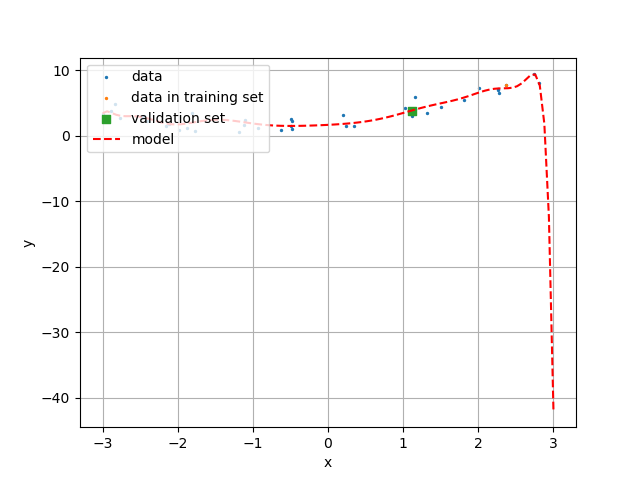 data
data in training set
validation set
model
10
0
−10
−20
−30
−40
y
−3 −2 −1 0 1 2 3
x